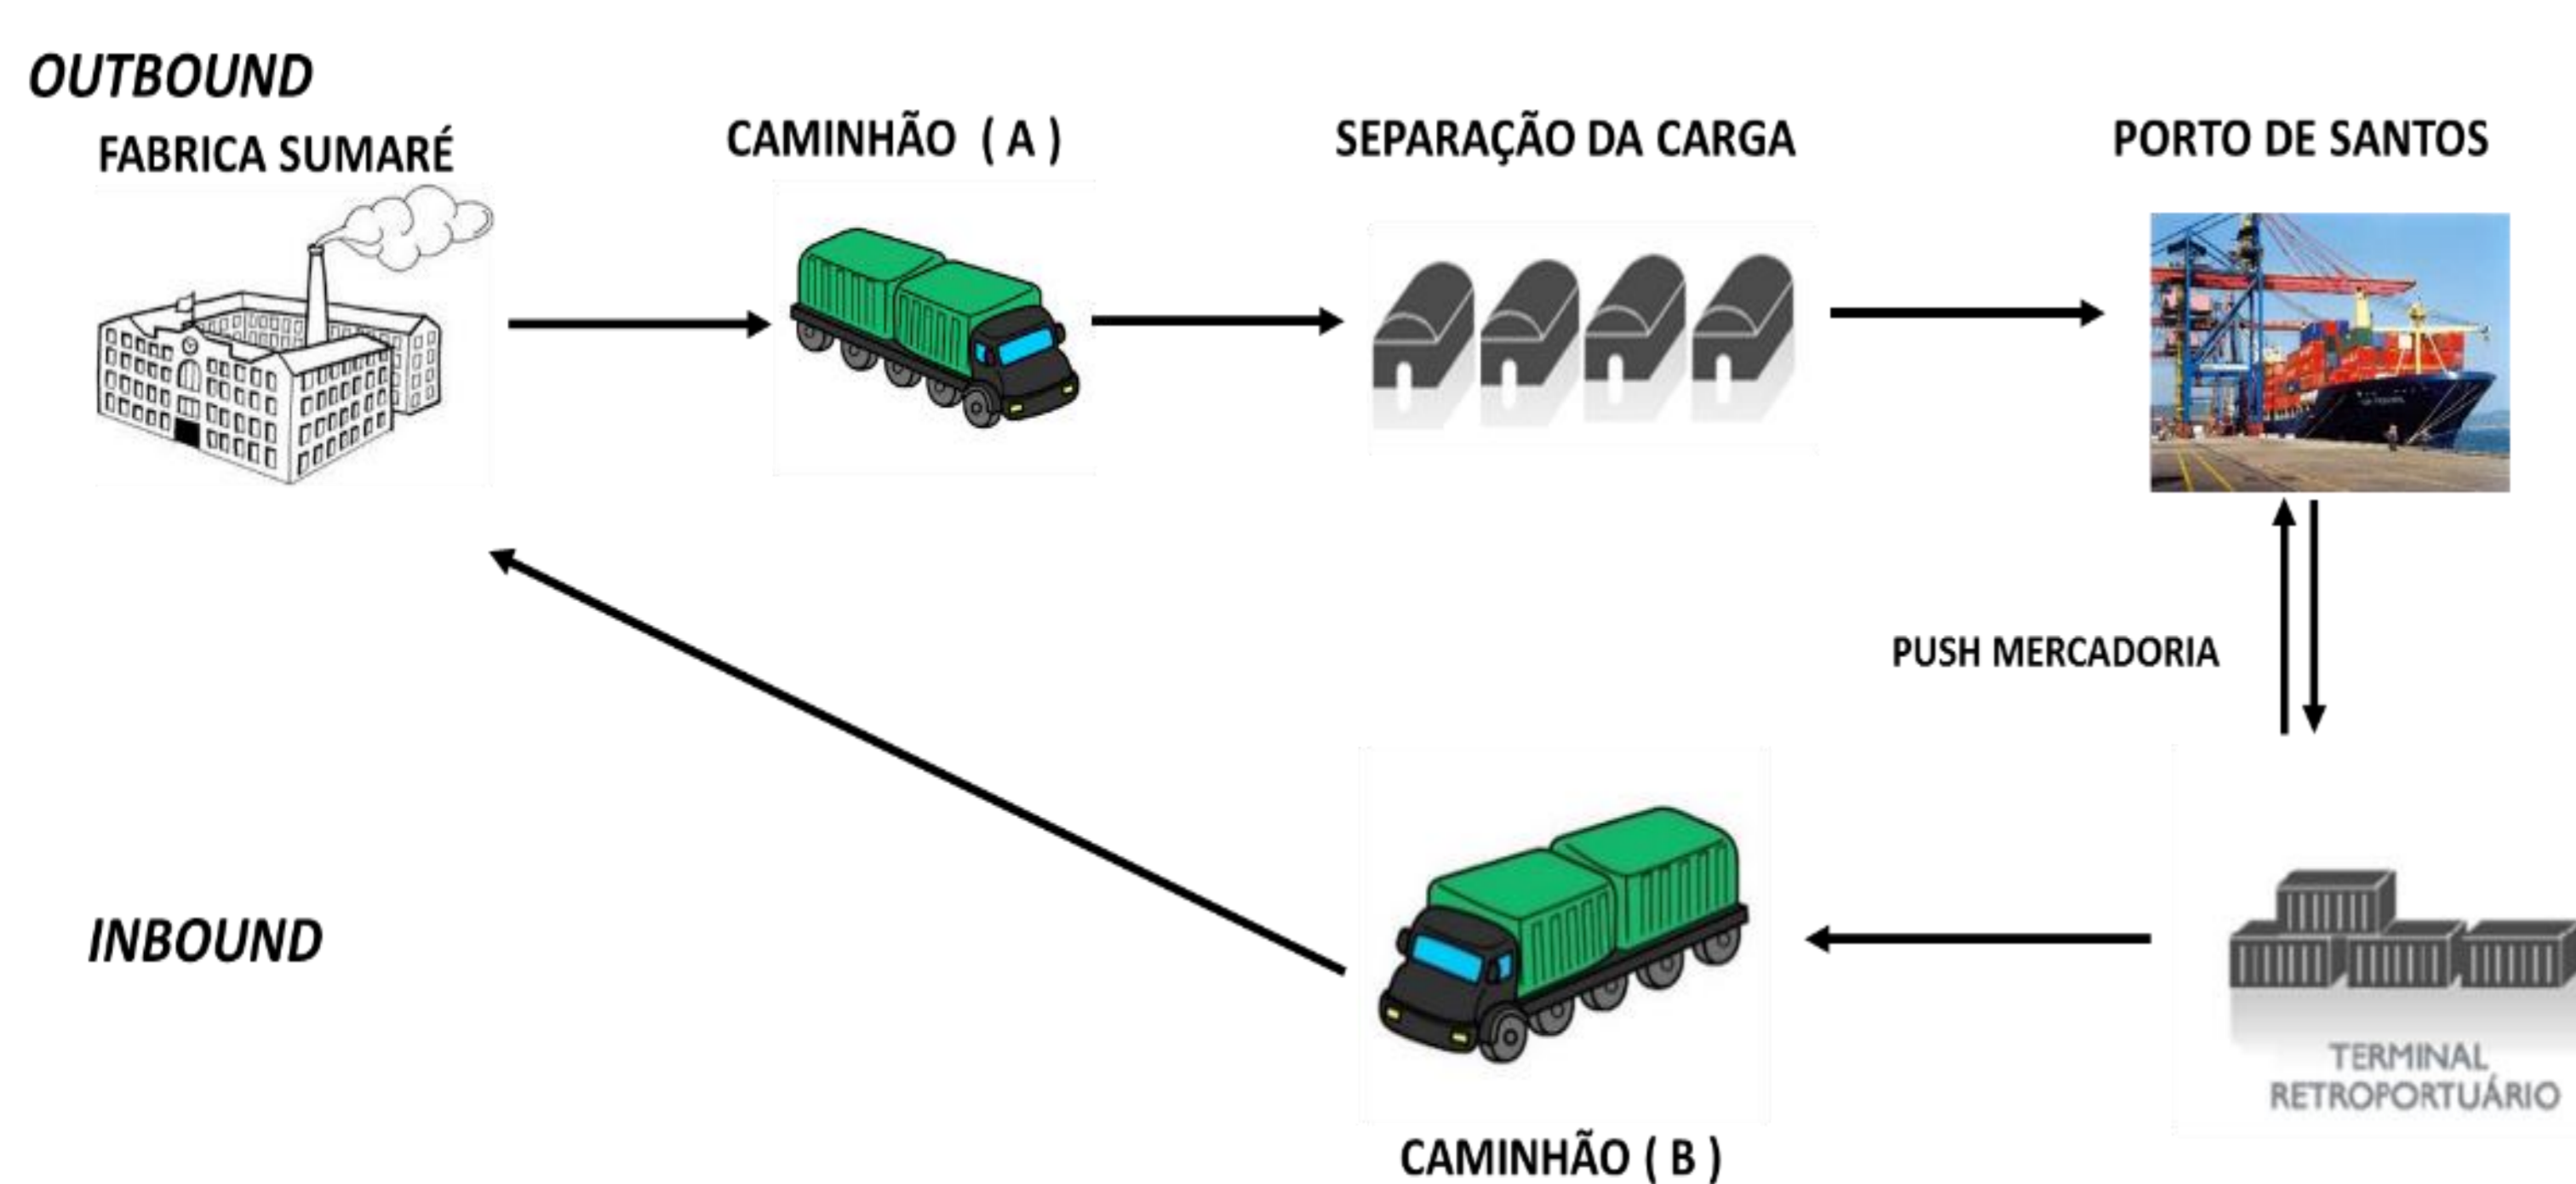 OUTBOUND
FABRICA SUMARÉ
CAMINHÃO ( A )
SEPARAÇÃO DA CARGA
PORTO DE SANTOS
PUSH MERCADORIA
INBOUND
TERMINAL
RETROPORTUÁRIO
CAMINHÃO ( B )